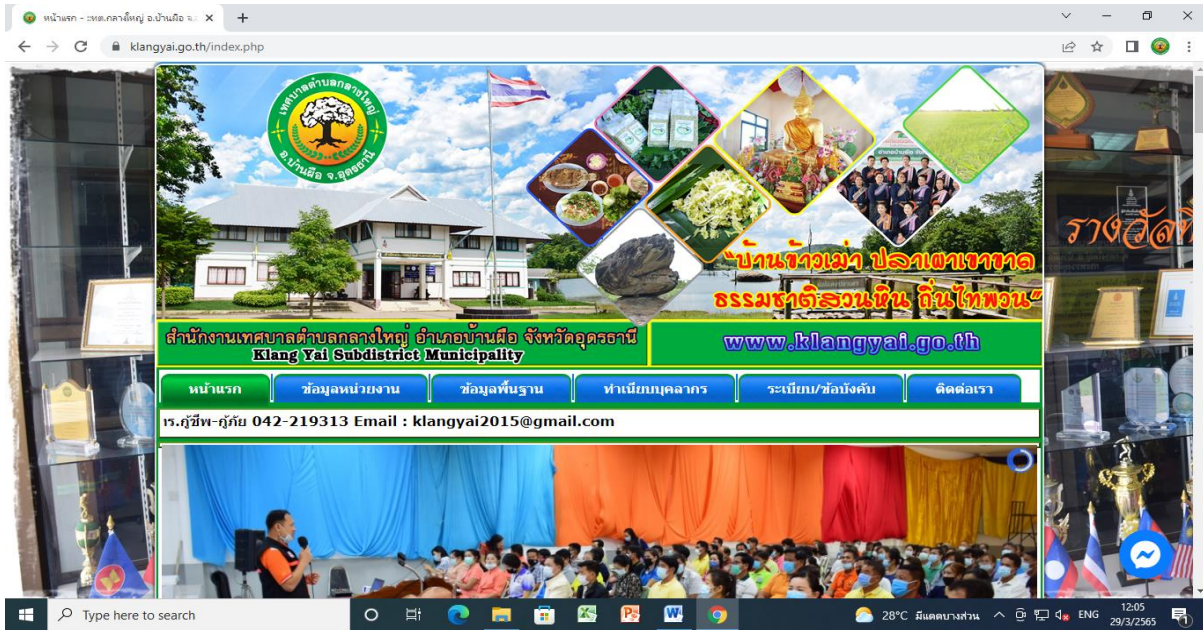 หน้าแรก - ::ทต.กลางใหญ่ อ.บ้านผือ จ.
klangyai.go.th/index.php
เทศบาลตำบลกลางใหญ่
อ.บ้านผือ จ.อุดรธานี
รางวัลที่
"บ้านข้าวเม่า ปลาเผาเขาขาด
ธรรมชาติสวนหิน ถิ่นไทพวน"
สำนักงานเทศบาลตำบลกลางใหญ่ อำเภอบ้านผือ จังหวัดอุดรธานี
Klang Yai Subdistrict Municipality
www.klangyai.go.th
หน้าแรก ข้อมูลหน่วยงาน ข้อมูลพื้นฐาน ทำเนียบบุคลากร ระเบียบ/ข้อบังคับ ติดต่อเรา
าร.กู้ชีพ-กู้ภัย 042-219313 Email : klangyai2015@gmail.com
Type here to search
28°C มีแดดบางส่วน
ENG
12:05
29/3/2565